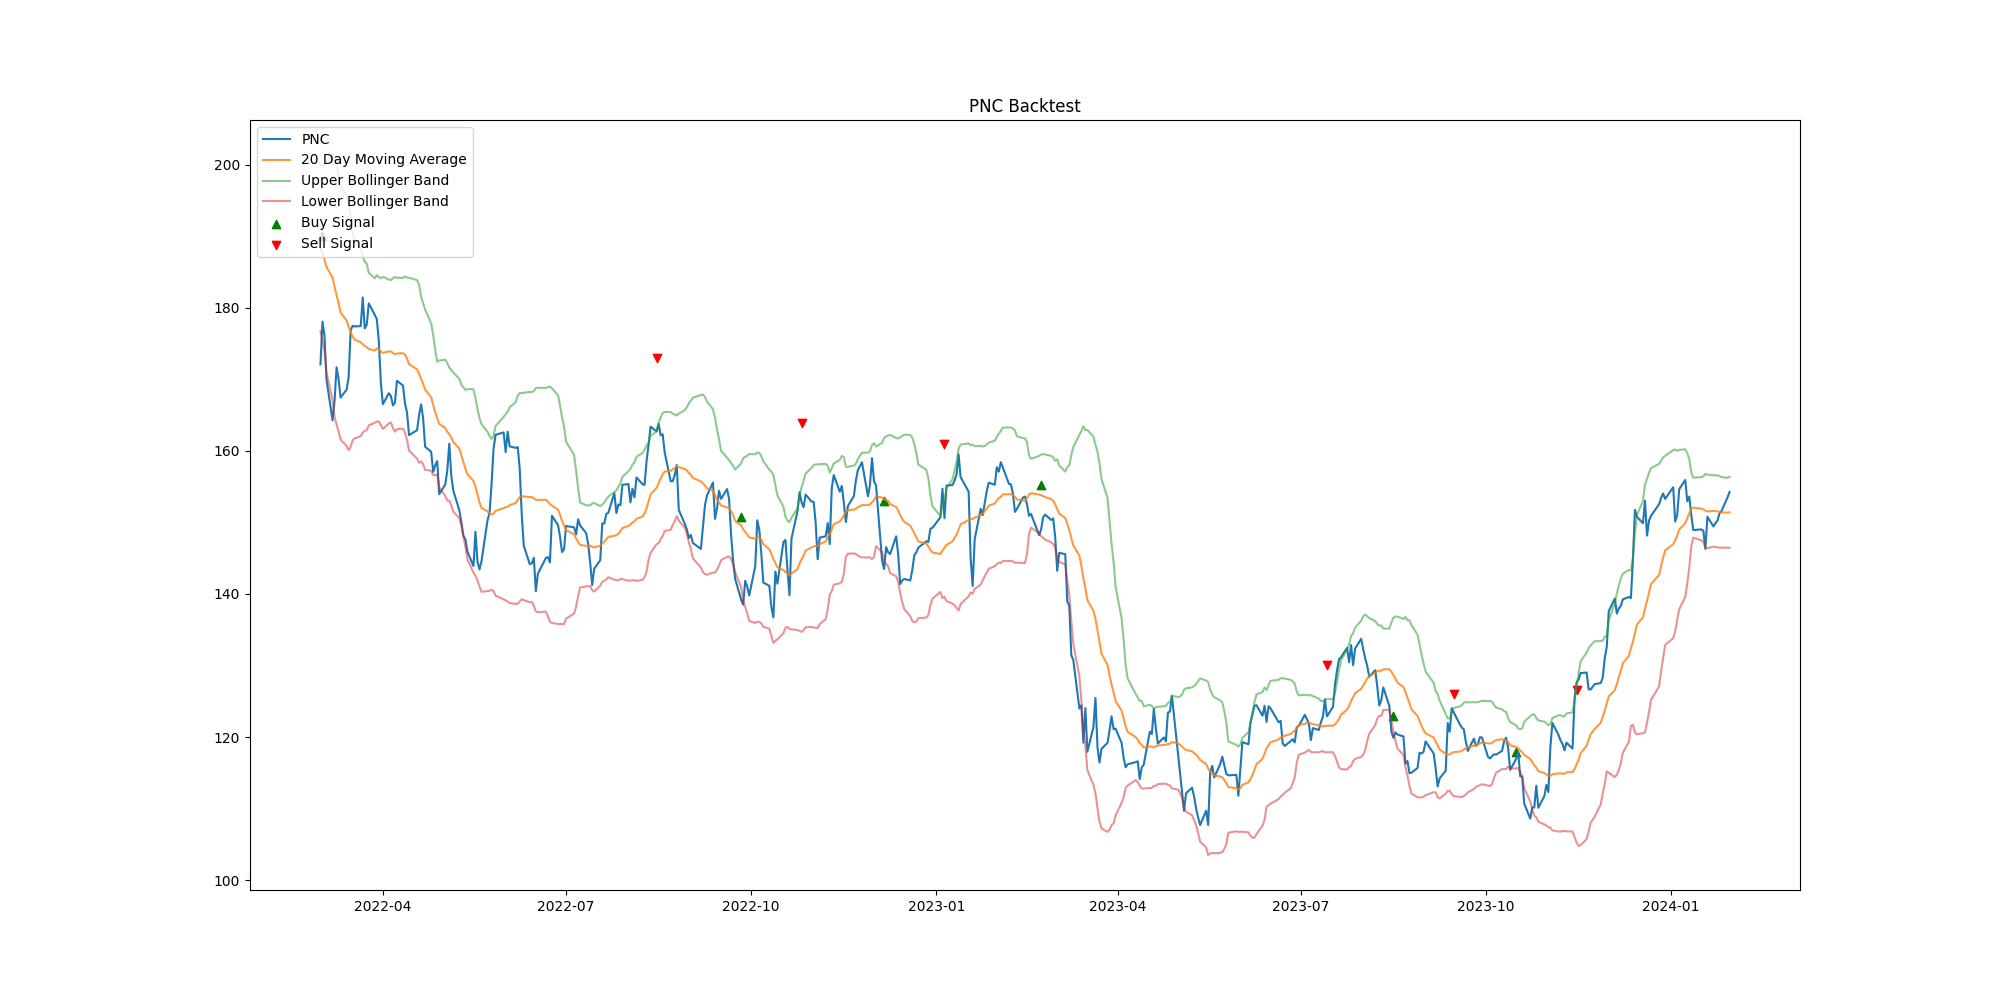 PNC Backtest
PNC
20 Day Moving Average
Upper Bollinger Band
Lower Bollinger Band
Buy Signal
Sell Signal
200
180
160
140
120
100
2022-04
2022-07
2022-10
2023-01
2023-04
2023-07
2023-10
2024-01